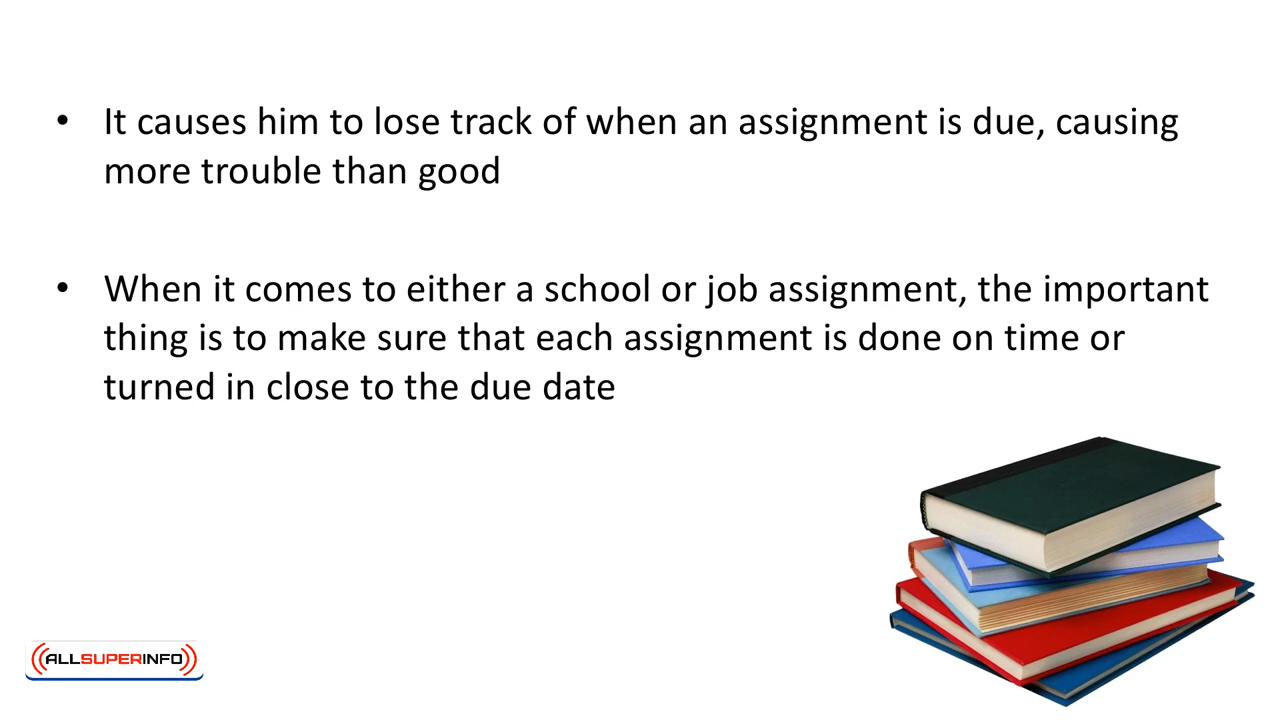 • It causes him to lose track of when an assignment is due, causing
more trouble than good
• When it comes to either a school or job assignment, the important
thing is to make sure that each assignment is done on time or
turned in close to the due date
ALLSUPERINFO